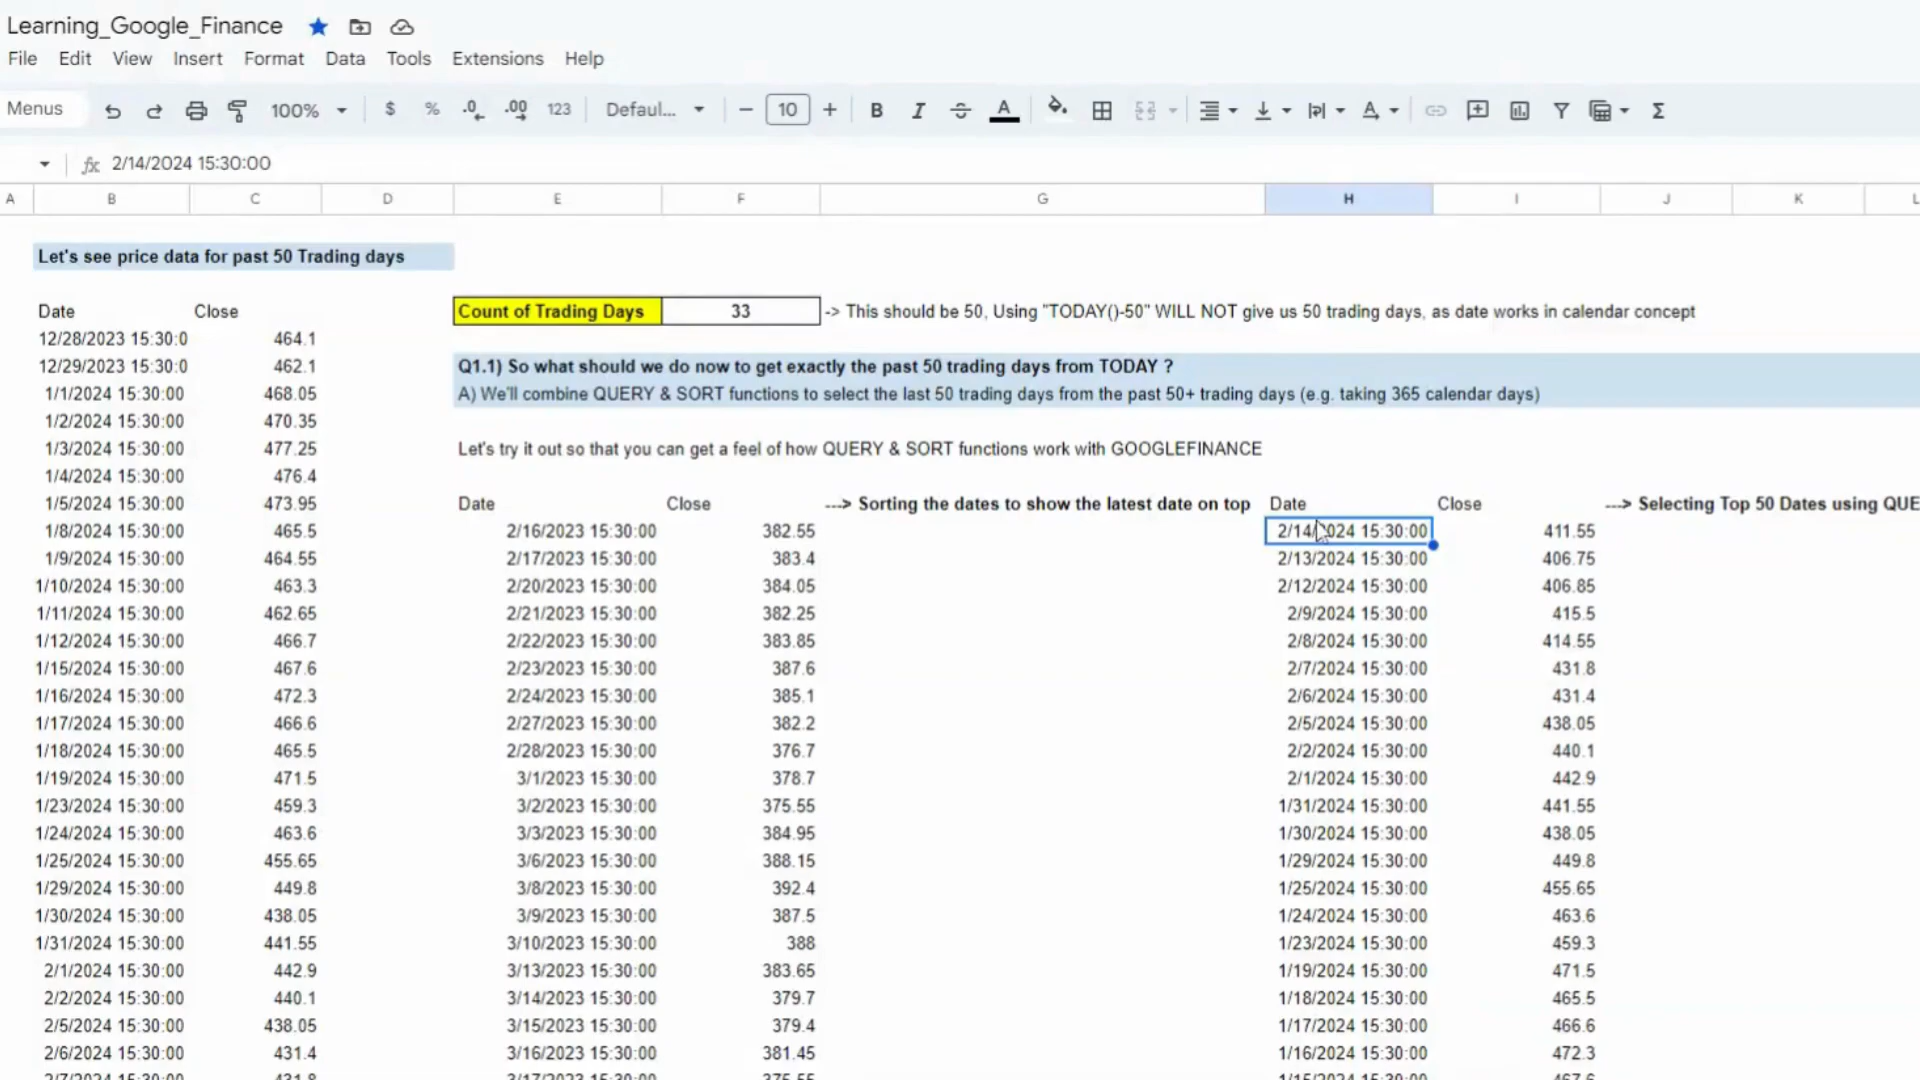 Learning_Google_Finance
File Edit View Insert Format Data Tools Extensions Help
Menus 100% $ % .0 .00 123 Defaul... − 10 + B I A A Σ
fx 2/14/2024 15:30:00
A B C D E F G H I J K L
Let's see price data for past 50 Trading days
Date Close Count of Trading Days 33 -> This should be 50, Using "TODAY()-50" WILL NOT give us 50 trading days, as date works in calendar concept
12/28/2023 15:30:0 464.1
12/29/2023 15:30:0 462.1 Q1.1) So what should we do now to get exactly the past 50 trading days from TODAY ?
1/1/2024 15:30:00 468.05 A) We'll combine QUERY & SORT functions to select the last 50 trading days from the past 50+ trading days (e.g. taking 365 calendar days)
1/2/2024 15:30:00 470.35
1/3/2024 15:30:00 477.25 Let's try it out so that you can get a feel of how QUERY & SORT functions work with GOOGLEFINANCE
1/4/2024 15:30:00 476.4
1/5/2024 15:30:00 473.95 Date Close ---> Sorting the dates to show the latest date on top Date Close ---> Selecting Top 50 Dates using QUE
1/8/2024 15:30:00 465.5 2/16/2023 15:30:00 382.55 2/14/2024 15:30:00 411.55
1/9/2024 15:30:00 464.55 2/17/2023 15:30:00 383.4 2/13/2024 15:30:00 406.75
1/10/2024 15:30:00 463.3 2/20/2023 15:30:00 384.05 2/12/2024 15:30:00 406.85
1/11/2024 15:30:00 462.65 2/21/2023 15:30:00 382.25 2/9/2024 15:30:00 415.5
1/12/2024 15:30:00 466.7 2/22/2023 15:30:00 383.85 2/8/2024 15:30:00 414.55
1/15/2024 15:30:00 467.6 2/23/2023 15:30:00 387.6 2/7/2024 15:30:00 431.8
1/16/2024 15:30:00 472.3 2/24/2023 15:30:00 385.1 2/6/2024 15:30:00 431.4
1/17/2024 15:30:00 466.6 2/27/2023 15:30:00 382.2 2/5/2024 15:30:00 438.05
1/18/2024 15:30:00 465.5 2/28/2023 15:30:00 376.7 2/2/2024 15:30:00 440.1
1/19/2024 15:30:00 471.5 3/1/2023 15:30:00 378.7 2/1/2024 15:30:00 442.9
1/23/2024 15:30:00 459.3 3/2/2023 15:30:00 375.55 1/31/2024 15:30:00 441.55
1/24/2024 15:30:00 463.6 3/3/2023 15:30:00 384.95 1/30/2024 15:30:00 438.05
1/25/2024 15:30:00 455.65 3/6/2023 15:30:00 388.15 1/29/2024 15:30:00 449.8
1/29/2024 15:30:00 449.8 3/8/2023 15:30:00 392.4 1/25/2024 15:30:00 455.65
1/30/2024 15:30:00 438.05 3/9/2023 15:30:00 387.5 1/24/2024 15:30:00 463.6
1/31/2024 15:30:00 441.55 3/10/2023 15:30:00 388 1/23/2024 15:30:00 459.3
2/1/2024 15:30:00 442.9 3/13/2023 15:30:00 383.65 1/19/2024 15:30:00 471.5
2/2/2024 15:30:00 440.1 3/14/2023 15:30:00 379.7 1/18/2024 15:30:00 465.5
2/5/2024 15:30:00 438.05 3/15/2023 15:30:00 379.4 1/17/2024 15:30:00 466.6
2/6/2024 15:30:00 431.4 3/16/2023 15:30:00 381.45 1/16/2024 15:30:00 472.3